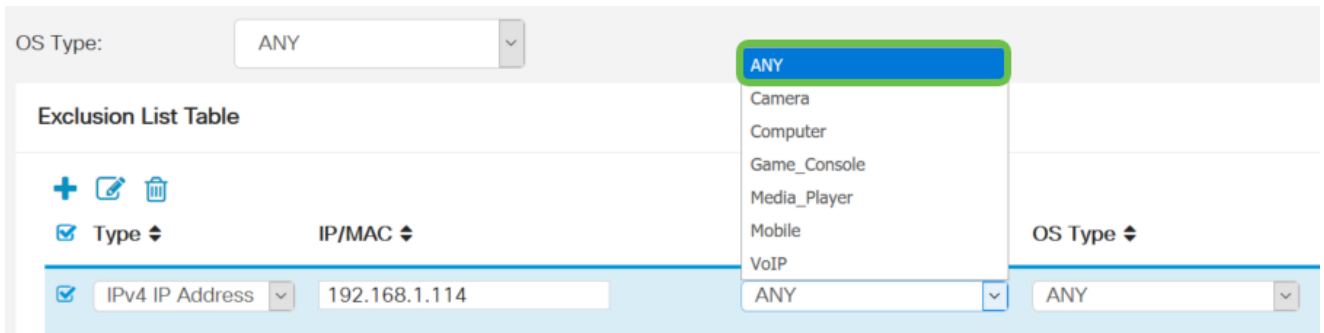 OS Type: ANY
ANY
Camera
Exclusion List Table
Computer
Game_Console
Media_Player
Mobile
Type IP/MAC OS Type
VoIP
IPv4 IP Address 192.168.1.114 ANY ANY